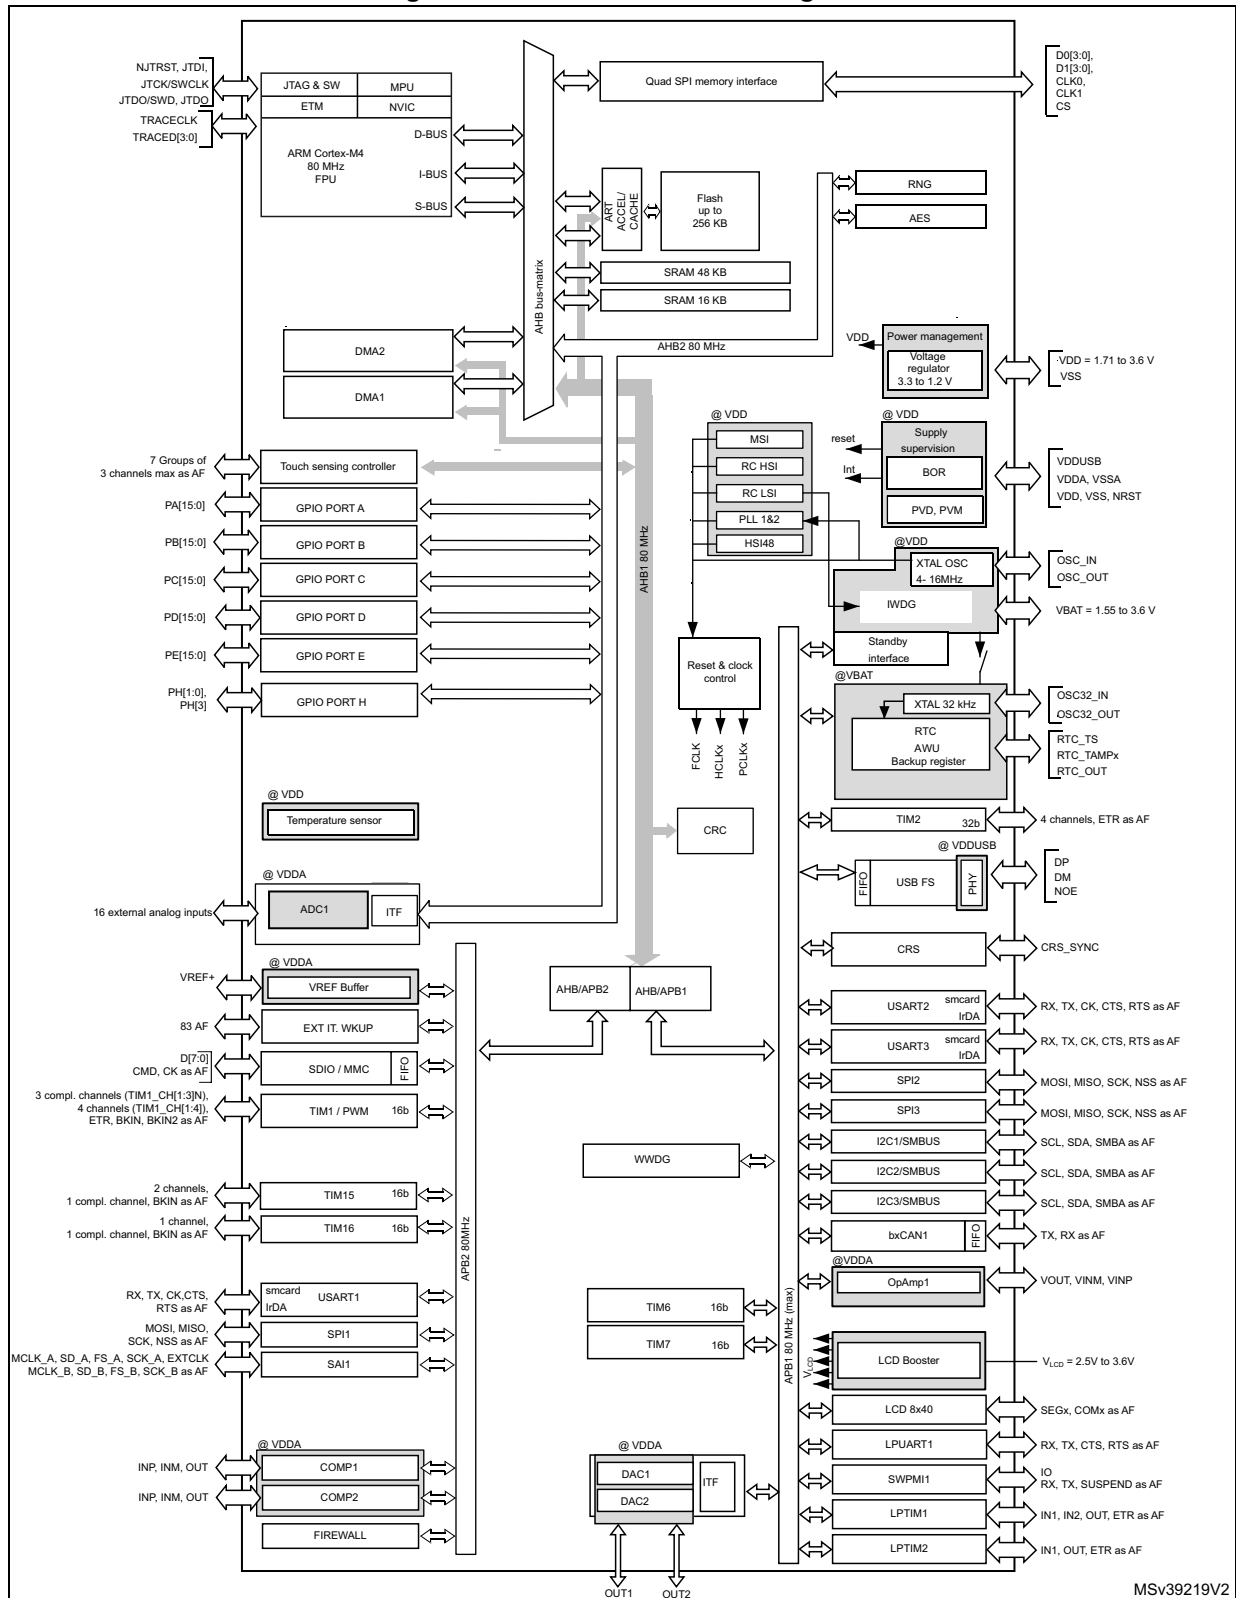 NJTRST, JTDI,
JTCK/SWCLK
JTDO/SWD, JTDO
TRACECLK
TRACED[3:0]
JTAG & SW
MPU
ETM
NVIC
ARM Cortex-M4
80 MHz
FPU
D-BUS
I-BUS
S-BUS
AHB bus-matrix
Quad SPI memory interface
D0[3:0],
D1[3:0],
CLK0,
CLK1
CS
ART
ACCEL/
CACHE
Flash
up to
256 KB
SRAM 48 KB
SRAM 16 KB
RNG
AES
AHB2 80 MHz
DMA2
DMA1
VDD
Power management
Voltage
regulator
3.3 to 1.2 V
VDD = 1.71 to 3.6 V
VSS
@ VDD
MSI
RC HSI
RC LSI
PLL 1&2
HSI48
@ VDD
reset
Int
Supply
supervision
BOR
PVD, PVM
VDDUSB
VDDA, VSSA
VDD, VSS, NRST
7 Groups of
3 channels max as AF
Touch sensing controller
PA[15:0]
GPIO PORT A
PB[15:0]
GPIO PORT B
PC[15:0]
GPIO PORT C
PD[15:0]
GPIO PORT D
PE[15:0]
GPIO PORT E
PH[1:0],
PH[3]
GPIO PORT H
AHB1 80 MHz
@VDD
XTAL OSC
4- 16MHz
IWDG
OSC_IN
OSC_OUT
VBAT = 1.55 to 3.6 V
Standby
interface
Reset & clock
control
FCLK
HCLKx
PCLKx
@VBAT
XTAL 32 kHz
RTC
AWU
Backup register
OSC32_IN
OSC32_OUT
RTC_TS
RTC_TAMPx
RTC_OUT
@ VDD
Temperature sensor
CRC
TIM2
32b
4 channels, ETR as AF
@ VDDUSB
FIFO
USB FS
PHY
DP
DM
NOE
@ VDDA
16 external analog inputs
ADC1
ITF
CRS
CRS_SYNC
@ VDDA
VREF+
VREF Buffer
AHB/APB2
AHB/APB1
83 AF
EXT IT. WKUP
D[7:0]
CMD, CK as AF
SDIO / MMC
FIFO
3 compl. channels (TIM1_CH[1:3]N),
4 channels (TIM1_CH[1:4]),
ETR, BKIN, BKIN2 as AF
TIM1 / PWM
16b
USART2
smcard
IrDA
RX, TX, CK, CTS, RTS as AF
USART3
smcard
IrDA
RX, TX, CK, CTS, RTS as AF
SPI2
MOSI, MISO, SCK, NSS as AF
SPI3
MOSI, MISO, SCK, NSS as AF
I2C1/SMBUS
SCL, SDA, SMBA as AF
WWDG
I2C2/SMBUS
SCL, SDA, SMBA as AF
I2C3/SMBUS
SCL, SDA, SMBA as AF
bxCAN1
FIFO
TX, RX as AF
2 channels,
1 compl. channel, BKIN as AF
TIM15
16b
1 channel,
1 compl. channel, BKIN as AF
TIM16
16b
APB2 80MHz
APB1 80 MHz (max)
@VDDA
OpAmp1
VOUT, VINM, VINP
RX, TX, CK,CTS,
RTS as AF
smcard
IrDA
USART1
TIM6
16b
MOSI, MISO,
SCK, NSS as AF
SPI1
TIM7
16b
MCLK_A, SD_A, FS_A, SCK_A, EXTCLK
MCLK_B, SD_B, FS_B, SCK_B as AF
SAI1
VLCD
LCD Booster
VLCD = 2.5V to 3.6V
LCD 8x40
SEGx, COMx as AF
LPUART1
RX, TX, CTS, RTS as AF
@ VDDA
INP, INM, OUT
COMP1
INP, INM, OUT
COMP2
FIREWALL
@ VDDA
DAC1
DAC2
ITF
SWPMI1
IO
RX, TX, SUSPEND as AF
LPTIM1
IN1, IN2, OUT, ETR as AF
LPTIM2
IN1, OUT, ETR as AF
OUT1
OUT2
MSv39219V2